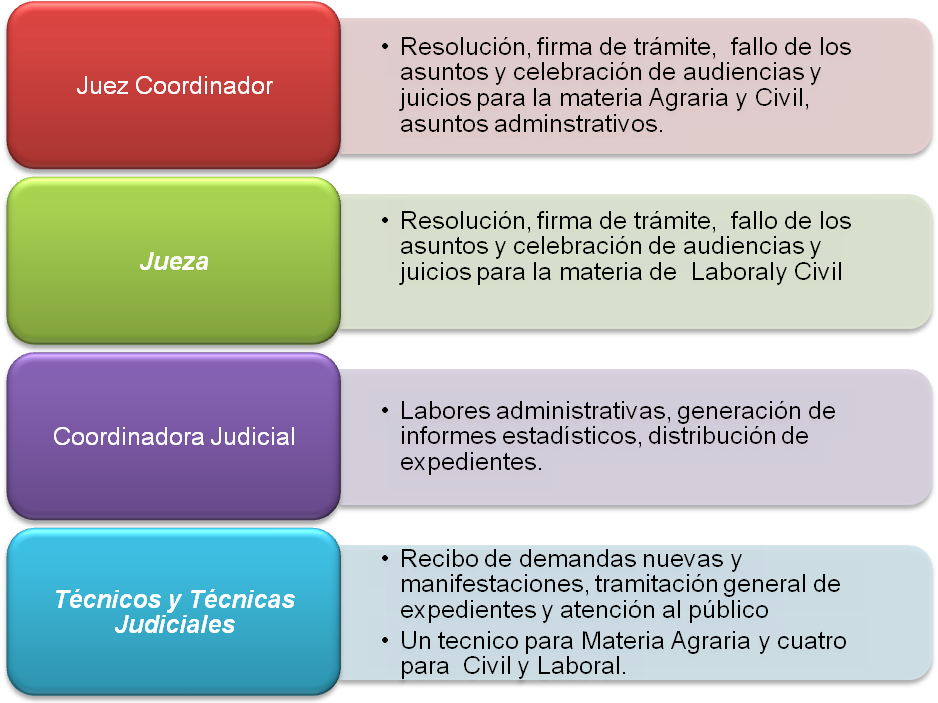 Juez Coordinador
• Resolución, firma de trámite,  fallo de los
asuntos y celebración de audiencias y
juicios para la materia Agraria y Civil,
asuntos adminstrativos.
Jueza
• Resolución, firma de trámite,  fallo de los
asuntos y celebración de audiencias y
juicios para la materia de  Laboraly Civil
Coordinadora Judicial
• Labores administrativas, generación de
informes estadísticos, distribución de
expedientes.
Técnicos y Técnicas
Judiciales
• Recibo de demandas nuevas y
manifestaciones, tramitación general de
expedientes y atención al público
• Un tecnico para Materia Agraria y cuatro
para  Civil y Laboral.